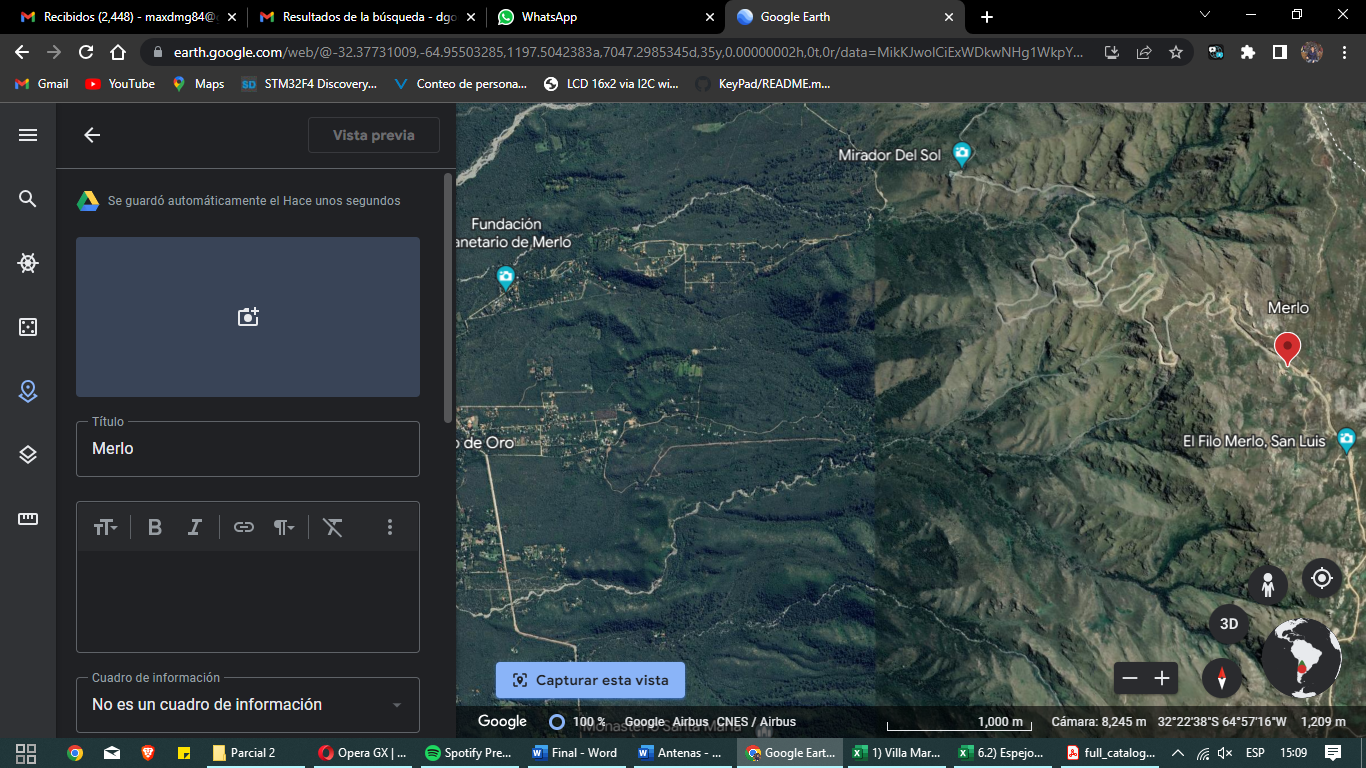 Recibidos (2,448) - maxdmg84@
Resultados de la búsqueda - dgo
WhatsApp
Google Earth
earth.google.com/web/@-32.37731009,-64.95503285,1197.5042383a,7047.2985345d,35y,0.00000002h,0t,0r/data=MikKJwolCiExWDkwNHg1WkpY...
Gmail
YouTube
Maps
SD STM32F4 Discovery...
Conteo de persona...
LCD 16x2 via I2C wi...
KeyPad/README.m...
Vista previa
Se guardó automáticamente el Hace unos segundos
Título
Merlo
B I
Cuadro de información
No es un cuadro de información
Mirador Del Sol
Fundación
anetario de Merlo
Merlo
El Filo Merlo, San Luis
o de Oro
Monasterio Santa María
3D
Capturar esta vista
Google
100 %
Google Airbus CNES / Airbus
1,000 m
Cámara: 8,245 m
32°22'38"S 64°57'16"W
1,209 m
Parcial 2
Opera GX | ...
Spotify Pre...
Final - Word
Antenas - ...
Google Eart...
1) Villa Mar...
6.2) Espejo...
full_catalog...
ESP
15:09